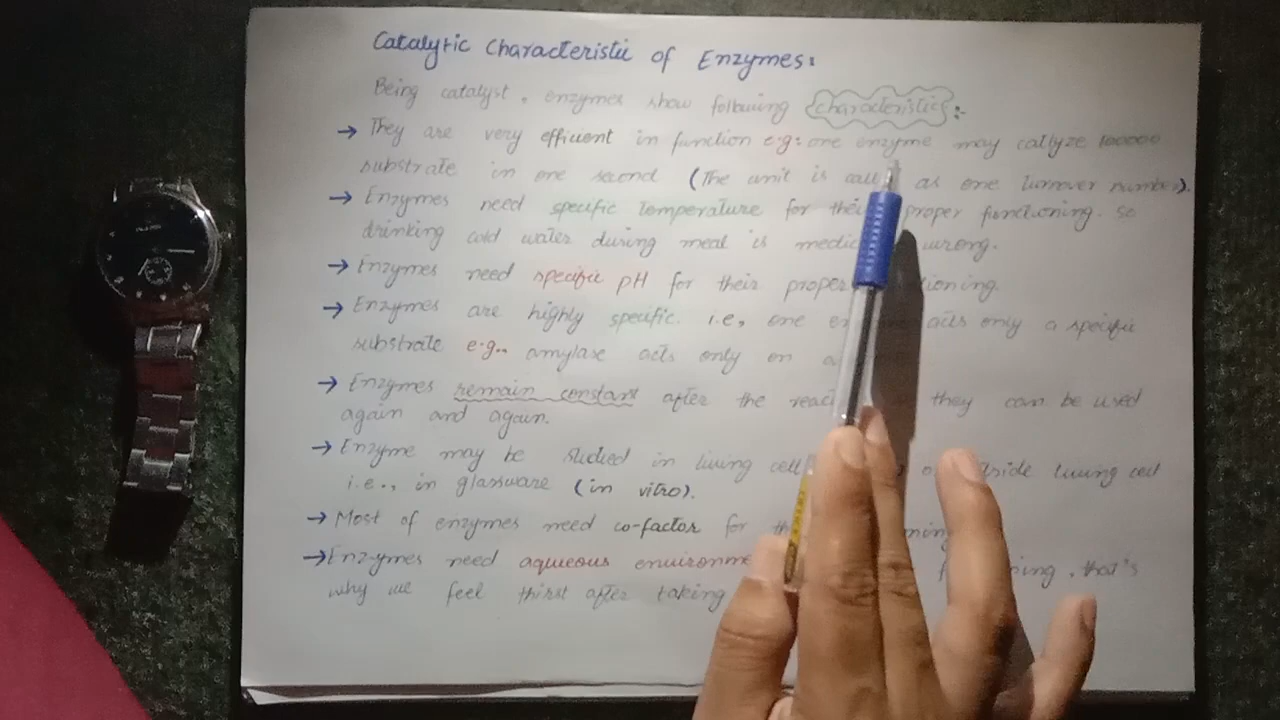 Catalytic Characteristic of Enzymes:
Being catalyst, enzymes show following characteristics:-
→ They are very efficient in function e.g: one enzyme may catlyze 100000
substrate in one second (The unit is as one Turnover number).
→ Enzymes need specific temperature for proper functioning. so
drinking cold water during meal is wrong.
→ Enzymes need specific pH for their proper
→ Enzymes are highly specific. i.e, one acts only a specific
substrate e.g.. amylase acts only on
→ Enzymes remain constant after the they can be used
again and again.
→ Enzyme may be studied in living cell living cell
i.e., in glassware (in vitro).
→ Most of enzymes need co-factor for
→ Enzymes need aqueous that's
why we feel thirst after taking